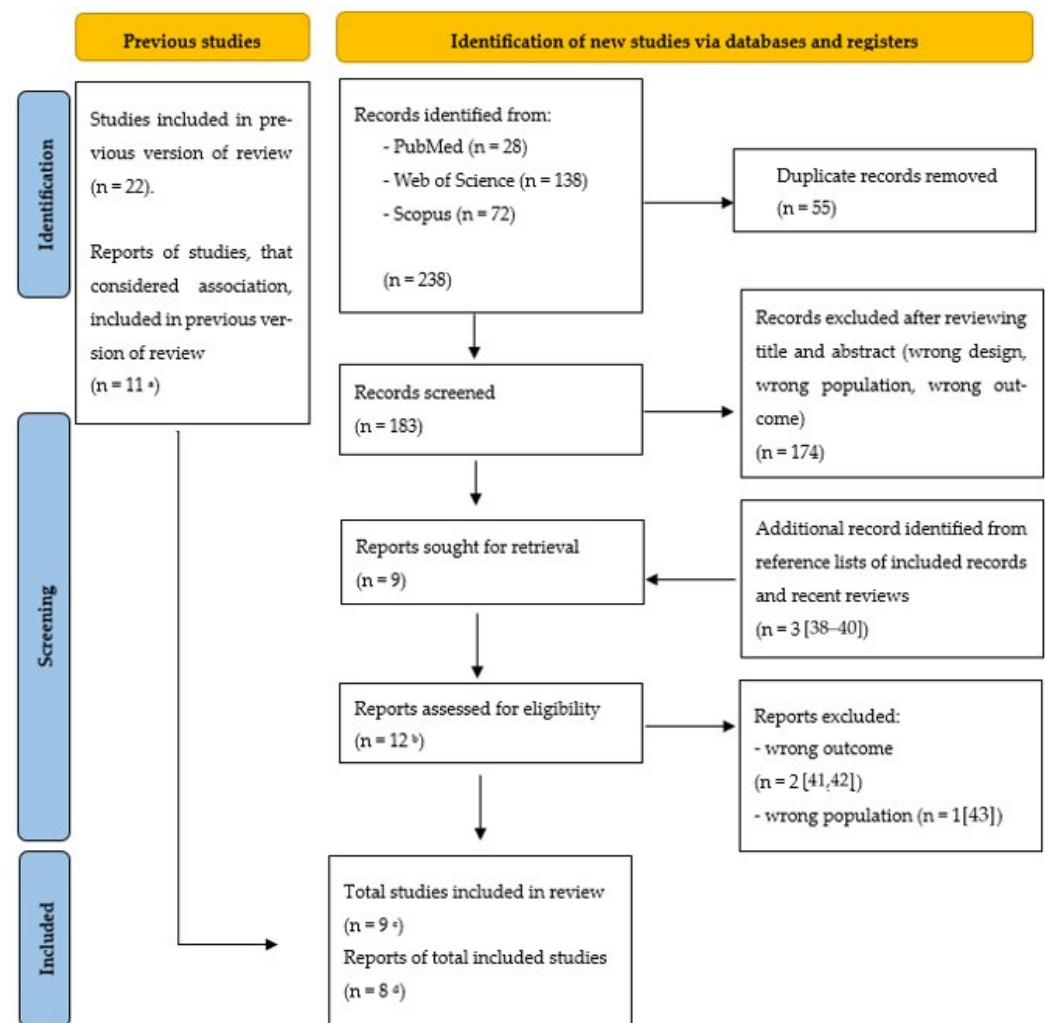 Previous studies
Identification of new studies via databases and registers
Identification
Studies included in pre-
vious version of review
(n = 22).
Reports of studies, that
considered association,
included in previous ver-
sion of review
(n = 11 ª)
Records identified from:
- PubMed (n = 28)
- Web of Science (n = 138)
- Scopus (n = 72)
(n = 238)
Duplicate records removed
(n = 55)
Screening
Records screened
(n = 183)
Records excluded after reviewing
title and abstract (wrong design,
wrong population, wrong out-
come)
(n = 174)
Reports sought for retrieval
(n = 9)
Additional record identified from
reference lists of included records
and recent reviews
(n = 3 [38–40])
Reports assessed for eligibility
(n = 12 ᵇ)
Reports excluded:
- wrong outcome
(n = 2 [41,42])
- wrong population (n = 1[43])
Included
Total studies included in review
(n = 9 ᶜ)
Reports of total included studies
(n = 8 ᵈ)